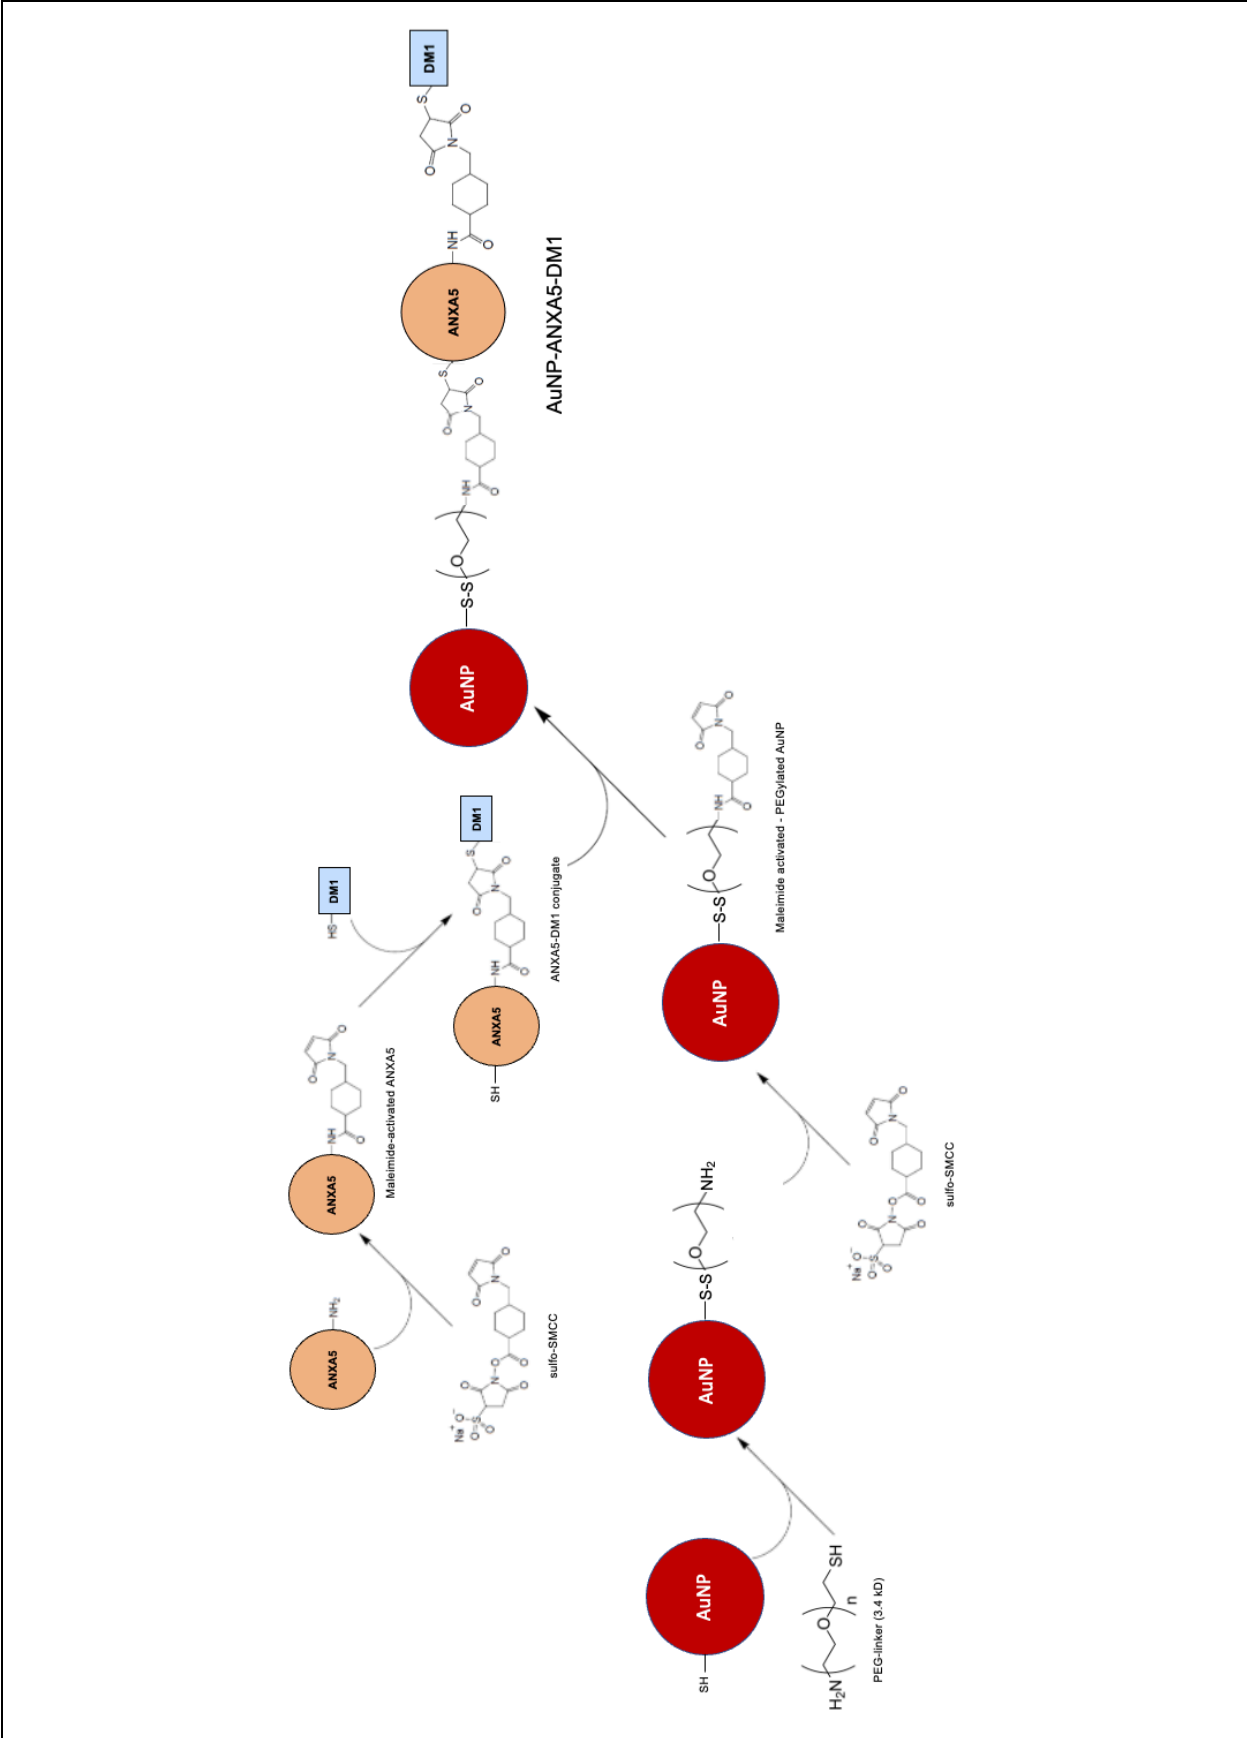 ANXA5
NH₂
Na⁺
O⁻
S
O
O
O
O
N
O
O
O
N
O
sulfo-SMCC
ANXA5
NH
O
O
N
O
Maleimide-activated ANXA5
HS
DM1
SH
ANXA5
NH
O
O
N
O
S
DM1
ANXA5-DM1 conjugate
SH
AuNP
H₂N
O
n
SH
PEG-linker (3.4 kD)
AuNP
S-S
O
NH₂
Na⁺
O⁻
S
O
O
O
O
N
O
O
O
N
O
sulfo-SMCC
AuNP
S-S
O
NH
O
O
N
O
Maleimide activated - PEGylated AuNP
AuNP
S-S
O
NH
O
O
N
O
S
ANXA5
NH
O
O
N
O
S
DM1
AuNP-ANXA5-DM1